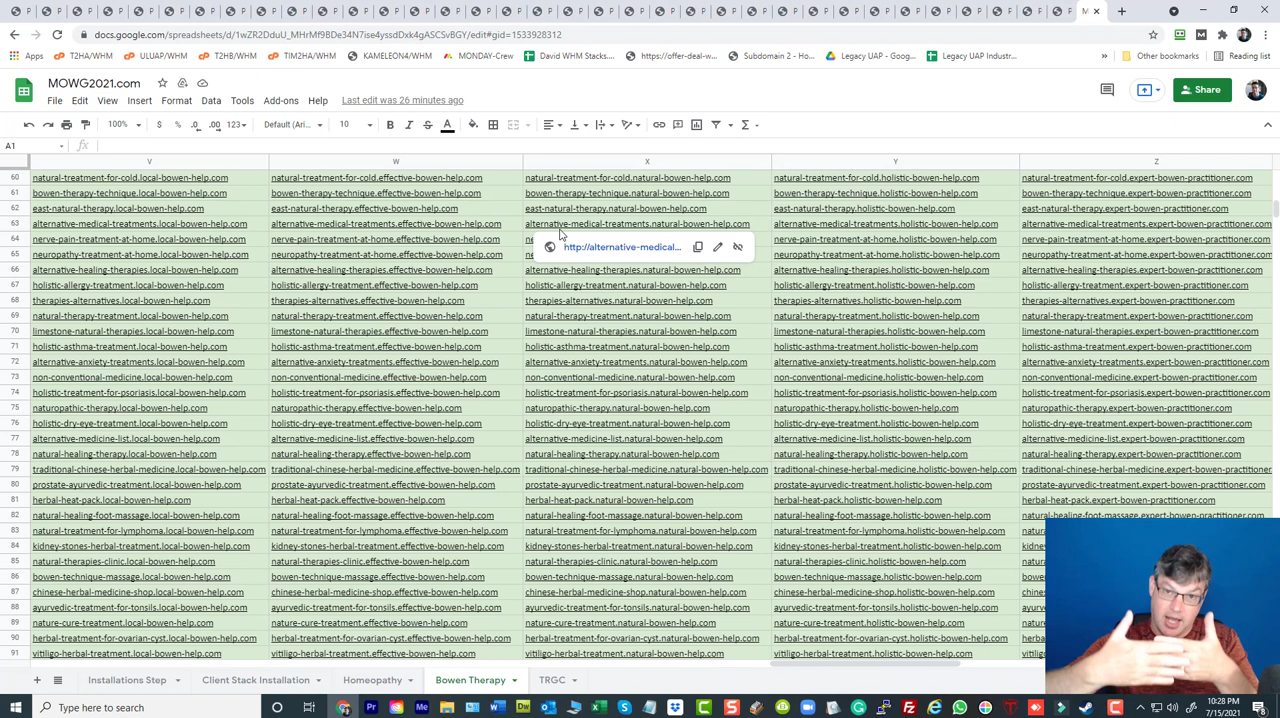 docs.google.com/spreadsheets/d/1wZR2DduU_MHrMf9BDe34N7ise4yssdDxk4gASCSvBGY/edit#gid=1533928312
Apps T2HA/WHM ULUAP/WHM T2HB/WHM TIM2HA/WHM KAMELEON4/WHM MONDAY-Crew David WHM Stacks.... https://offer-deal-w... Subdomain 2 - Hom... Legacy UAP - Goog... Legacy UAP Industr... » Other bookmarks Reading list
MOWG2021.com
File Edit View Insert Format Data Tools Add-ons Help Last edit was 26 minutes ago Share
100% $ % .0 .00 123 Default (Ari... 10 B I S A
A1 fx
V W X Y Z
60 natural-treatment-for-cold.local-bowen-help.com natural-treatment-for-cold.effective-bowen-help.com natural-treatment-for-cold.natural-bowen-help.com natural-treatment-for-cold.holistic-bowen-help.com natural-treatment-for-cold.expert-bowen-practitioner.com
61 bowen-therapy-technique.local-bowen-help.com bowen-therapy-technique.effective-bowen-help.com bowen-therapy-technique.natural-bowen-help.com bowen-therapy-technique.holistic-bowen-help.com bowen-therapy-technique.expert-bowen-practitioner.com
62 east-natural-therapy.local-bowen-help.com east-natural-therapy.effective-bowen-help.com east-natural-therapy.natural-bowen-help.com east-natural-therapy.holistic-bowen-help.com east-natural-therapy.expert-bowen-practitioner.com
63 alternative-medical-treatments.local-bowen-help.com alternative-medical-treatments.effective-bowen-help.com alternative-medical-treatments.natural-bowen-help.com alternative-medical-treatments.holistic-bowen-help.com alternative-medical-treatments.expert-bowen-practitioner.com
64 nerve-pain-treatment-at-home.local-bowen-help.com nerve-pain-treatment-at-home.effective-bowen-help.com nerve-pain-treatment-at-home.holistic-bowen-help.com nerve-pain-treatment-at-home.expert-bowen-practitioner.com
http://alternative-medical...
65 neuropathy-treatment-at-home.local-bowen-help.com neuropathy-treatment-at-home.effective-bowen-help.com neuropathy-treatment-at-home.holistic-bowen-help.com neuropathy-treatment-at-home.expert-bowen-practitioner.com
66 alternative-healing-therapies.local-bowen-help.com alternative-healing-therapies.effective-bowen-help.com alternative-healing-therapies.natural-bowen-help.com alternative-healing-therapies.holistic-bowen-help.com alternative-healing-therapies.expert-bowen-practitioner.com
67 holistic-allergy-treatment.local-bowen-help.com holistic-allergy-treatment.effective-bowen-help.com holistic-allergy-treatment.natural-bowen-help.com holistic-allergy-treatment.holistic-bowen-help.com holistic-allergy-treatment.expert-bowen-practitioner.com
68 therapies-alternatives.local-bowen-help.com therapies-alternatives.effective-bowen-help.com therapies-alternatives.natural-bowen-help.com therapies-alternatives.holistic-bowen-help.com therapies-alternatives.expert-bowen-practitioner.com
69 natural-therapy-treatment.local-bowen-help.com natural-therapy-treatment.effective-bowen-help.com natural-therapy-treatment.natural-bowen-help.com natural-therapy-treatment.holistic-bowen-help.com natural-therapy-treatment.expert-bowen-practitioner.com
70 limestone-natural-therapies.local-bowen-help.com limestone-natural-therapies.effective-bowen-help.com limestone-natural-therapies.natural-bowen-help.com limestone-natural-therapies.holistic-bowen-help.com limestone-natural-therapies.expert-bowen-practitioner.com
71 holistic-asthma-treatment.local-bowen-help.com holistic-asthma-treatment.effective-bowen-help.com holistic-asthma-treatment.natural-bowen-help.com holistic-asthma-treatment.holistic-bowen-help.com holistic-asthma-treatment.expert-bowen-practitioner.com
72 alternative-anxiety-treatments.local-bowen-help.com alternative-anxiety-treatments.effective-bowen-help.com alternative-anxiety-treatments.natural-bowen-help.com alternative-anxiety-treatments.holistic-bowen-help.com alternative-anxiety-treatments.expert-bowen-practitioner.com
73 non-conventional-medicine.local-bowen-help.com non-conventional-medicine.effective-bowen-help.com non-conventional-medicine.natural-bowen-help.com non-conventional-medicine.holistic-bowen-help.com non-conventional-medicine.expert-bowen-practitioner.com
74 holistic-treatment-for-psoriasis.local-bowen-help.com holistic-treatment-for-psoriasis.effective-bowen-help.com holistic-treatment-for-psoriasis.natural-bowen-help.com holistic-treatment-for-psoriasis.holistic-bowen-help.com holistic-treatment-for-psoriasis.expert-bowen-practitioner.com
75 naturopathic-therapy.local-bowen-help.com naturopathic-therapy.effective-bowen-help.com naturopathic-therapy.natural-bowen-help.com naturopathic-therapy.holistic-bowen-help.com naturopathic-therapy.expert-bowen-practitioner.com
76 holistic-dry-eye-treatment.local-bowen-help.com holistic-dry-eye-treatment.effective-bowen-help.com holistic-dry-eye-treatment.natural-bowen-help.com holistic-dry-eye-treatment.holistic-bowen-help.com holistic-dry-eye-treatment.expert-bowen-practitioner.com
77 alternative-medicine-list.local-bowen-help.com alternative-medicine-list.effective-bowen-help.com alternative-medicine-list.natural-bowen-help.com alternative-medicine-list.holistic-bowen-help.com alternative-medicine-list.expert-bowen-practitioner.com
78 natural-healing-therapy.local-bowen-help.com natural-healing-therapy.effective-bowen-help.com natural-healing-therapy.natural-bowen-help.com natural-healing-therapy.holistic-bowen-help.com natural-healing-therapy.expert-bowen-practitioner.com
79 traditional-chinese-herbal-medicine.local-bowen-help.com traditional-chinese-herbal-medicine.effective-bowen-help.com traditional-chinese-herbal-medicine.natural-bowen-help.com traditional-chinese-herbal-medicine.holistic-bowen-help.com traditional-chinese-herbal-medicine.expert-bowen-practitioner
80 prostate-ayurvedic-treatment.local-bowen-help.com prostate-ayurvedic-treatment.effective-bowen-help.com prostate-ayurvedic-treatment.natural-bowen-help.com prostate-ayurvedic-treatment.holistic-bowen-help.com prostate-ayurvedic-treatment.expert-bowen-practitioner.com
81 herbal-heat-pack.local-bowen-help.com herbal-heat-pack.effective-bowen-help.com herbal-heat-pack.natural-bowen-help.com herbal-heat-pack.holistic-bowen-help.com herbal-heat-pack.expert-bowen-practitioner.com
82 natural-healing-foot-massage.local-bowen-help.com natural-healing-foot-massage.effective-bowen-help.com natural-healing-foot-massage.natural-bowen-help.com natural-healing-foot-massage.holistic-bowen-help.com natural-healing-foot-massage.expert-bowen-practitioner.com
83 natural-treatment-for-lymphoma.local-bowen-help.com natural-treatment-for-lymphoma.effective-bowen-help.com natural-treatment-for-lymphoma.natural-bowen-help.com natural-treatment-for-lymphoma.holistic-bowen-help.com
84 kidney-stones-herbal-treatment.local-bowen-help.com kidney-stones-herbal-treatment.effective-bowen-help.com kidney-stones-herbal-treatment.natural-bowen-help.com kidney-stones-herbal-treatment.holistic-bowen-help.com
85 natural-therapies-clinic.local-bowen-help.com natural-therapies-clinic.effective-bowen-help.com natural-therapies-clinic.natural-bowen-help.com natural-therapies-clinic.holistic-bowen-help.com
86 bowen-technique-massage.local-bowen-help.com bowen-technique-massage.effective-bowen-help.com bowen-technique-massage.natural-bowen-help.com bowen-technique-massage.holistic-bowen-help.com
87 chinese-herbal-medicine-shop.local-bowen-help.com chinese-herbal-medicine-shop.effective-bowen-help.com chinese-herbal-medicine-shop.natural-bowen-help.com chinese-herbal-medicine-shop.holistic-bowen-help.com
88 ayurvedic-treatment-for-tonsils.local-bowen-help.com ayurvedic-treatment-for-tonsils.effective-bowen-help.com ayurvedic-treatment-for-tonsils.natural-bowen-help.com ayurvedic-treatment-for-tonsils.holistic-bowen-help.com
89 nature-cure-treatment.local-bowen-help.com nature-cure-treatment.effective-bowen-help.com nature-cure-treatment.natural-bowen-help.com nature-cure-treatment.holistic-bowen-help.com
90 herbal-treatment-for-ovarian-cyst.local-bowen-help.com herbal-treatment-for-ovarian-cyst.effective-bowen-help.com herbal-treatment-for-ovarian-cyst.natural-bowen-help.com herbal-treatment-for-ovarian-cyst.holistic-bowen-help.com
91 vitiligo-herbal-treatment.local-bowen-help.com vitiligo-herbal-treatment.effective-bowen-help.com vitiligo-herbal-treatment.natural-bowen-help.com vitiligo-herbal-treatment.holistic-bowen-help.com
Installations Step Client Stack Installation Homeopathy Bowen Therapy TRGC
Type here to search
10:28 PM
7/15/2021